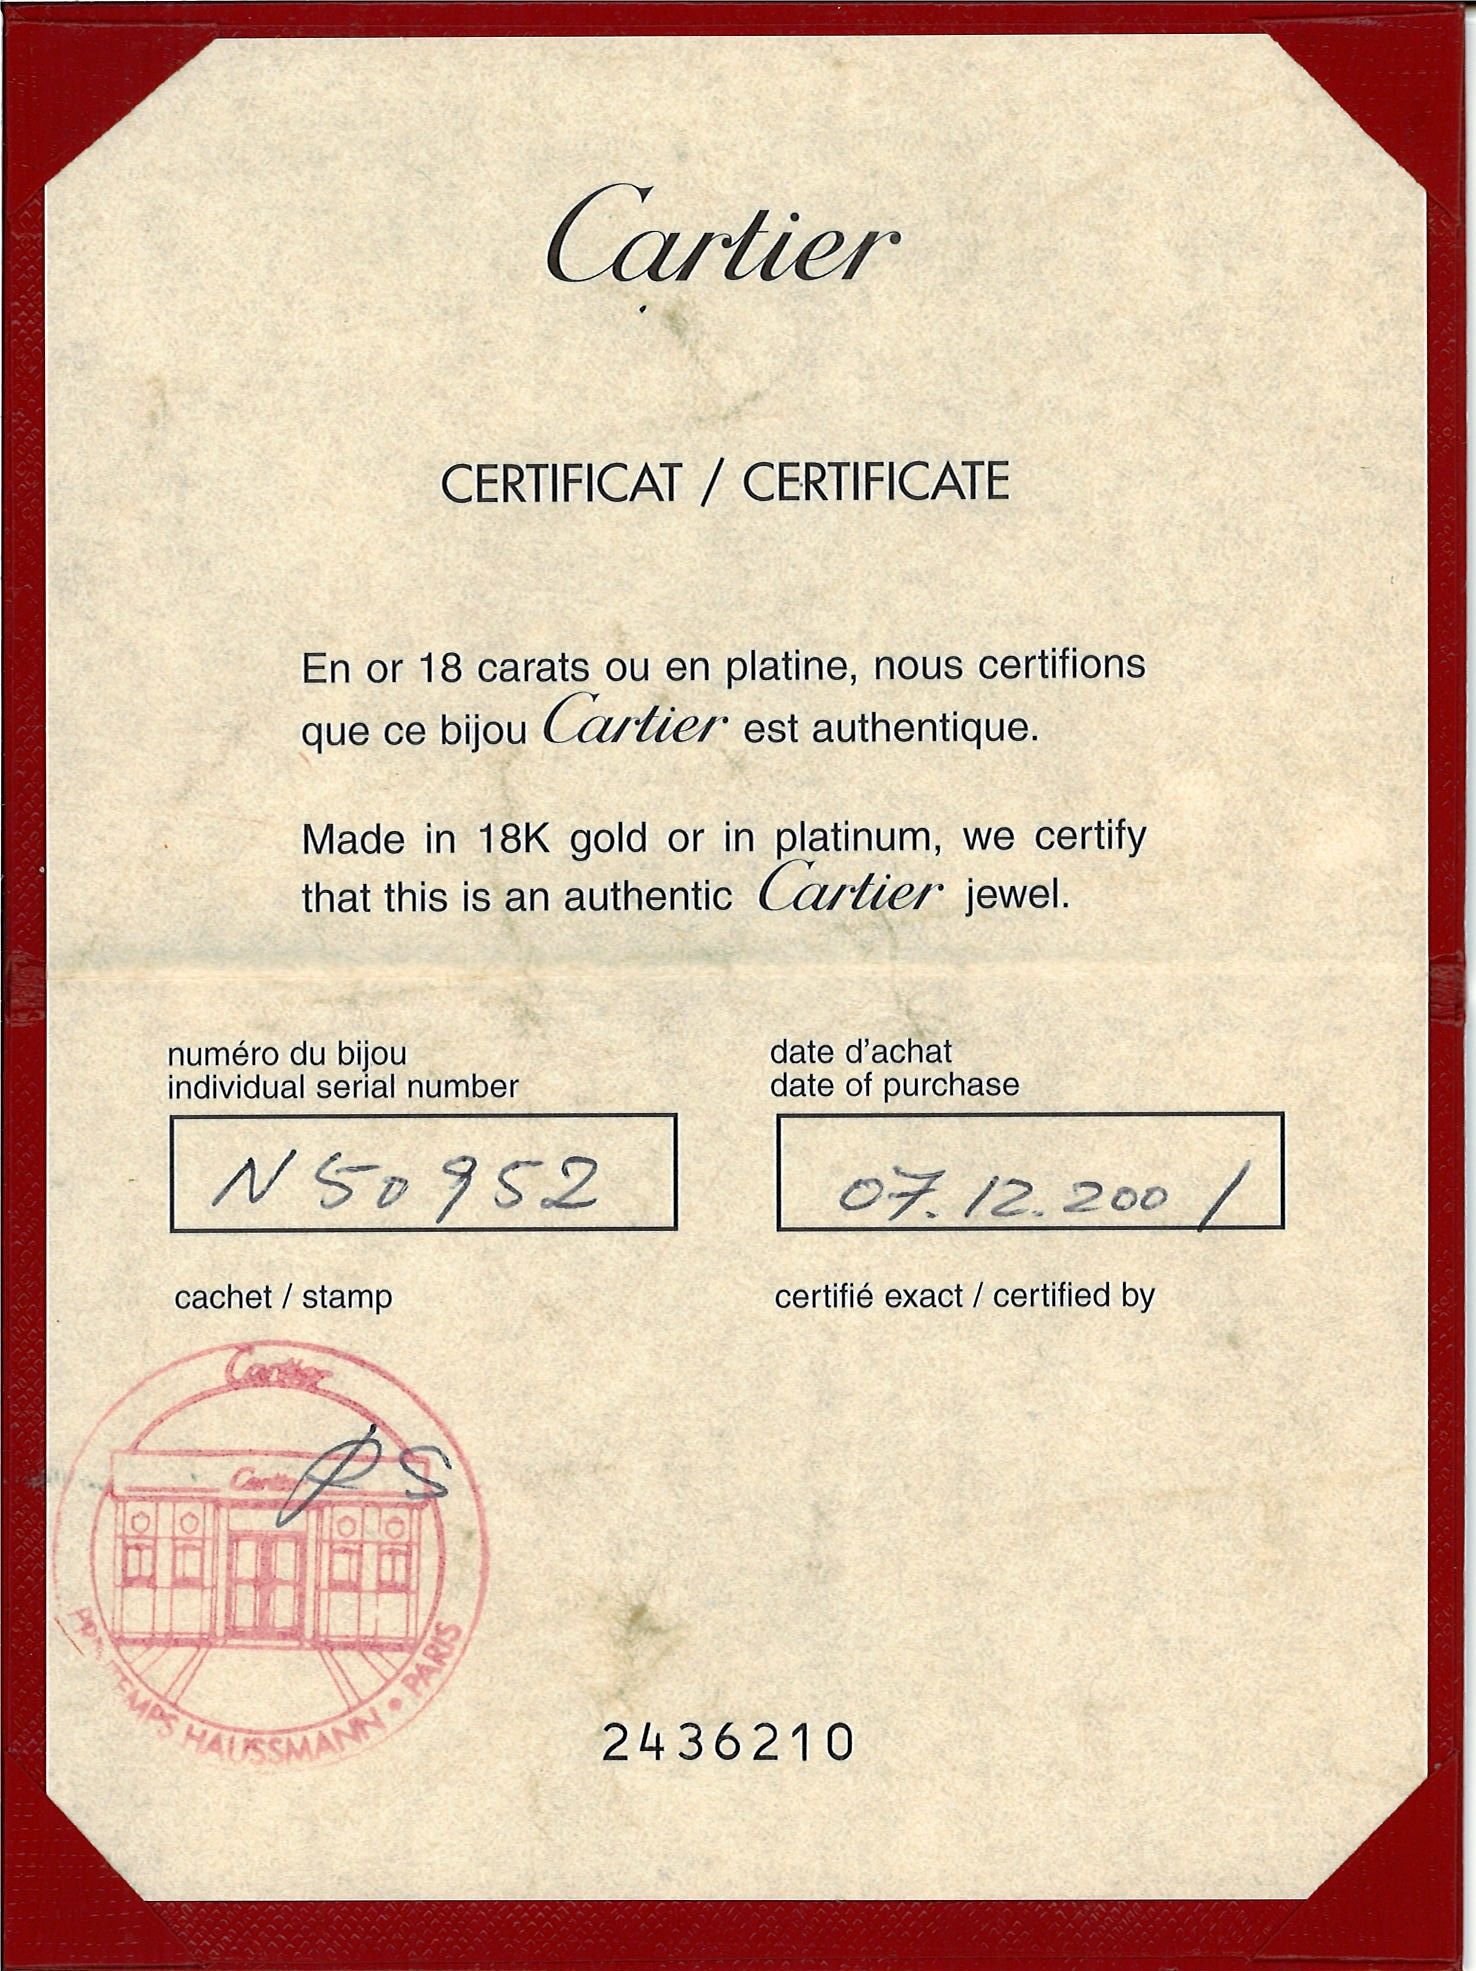 Cartier
CERTIFICAT / CERTIFICATE
En or 18 carats ou en platine, nous certifions
que ce bijou Cartier est authentique.
Made in 18K gold or in platinum, we certify
that this is an authentic Cartier jewel.
numéro du bijou
individual serial number
N 50952
date d'achat
date of purchase
07.12.2001
cachet / stamp
certifié exact / certified by
Cartier
Cartier
PS
PRINTEMPS HAUSSMANN • PARIS
2436210